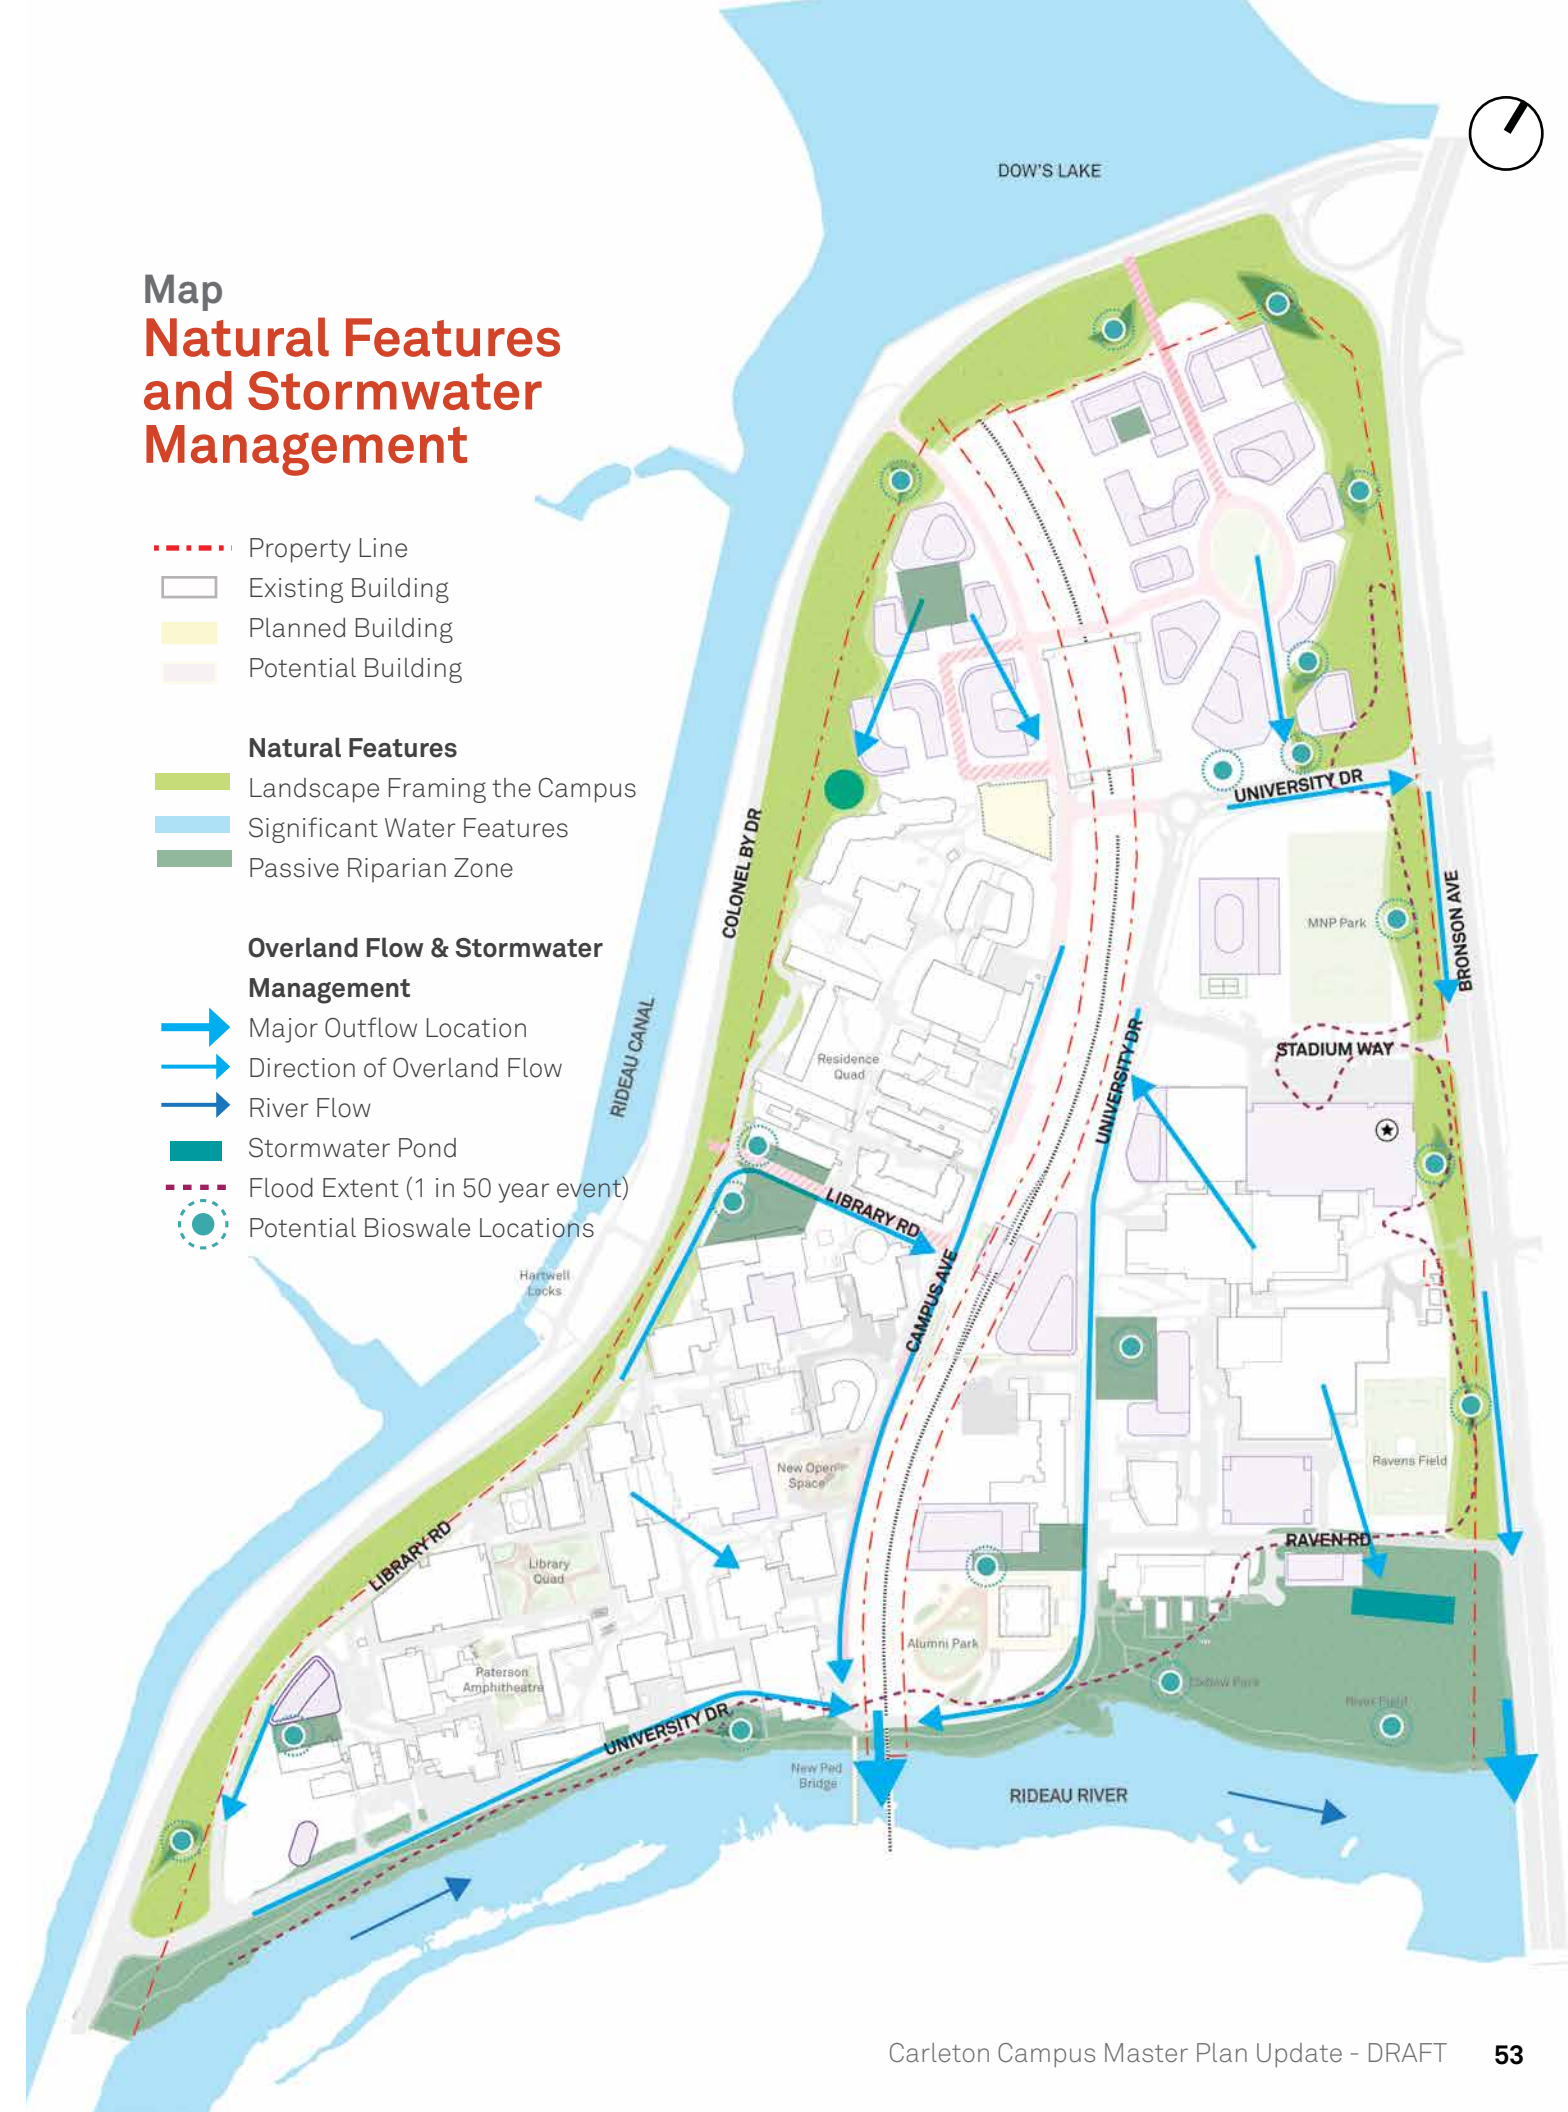 DOW'S LAKE
Map
Natural Features
and Stormwater
Management
Property Line
Existing Building
Planned Building
Potential Building
Natural Features
Landscape Framing the Campus
Significant Water Features
Passive Riparian Zone
Overland Flow & Stormwater
Management
Major Outflow Location
Direction of Overland Flow
River Flow
Stormwater Pond
Flood Extent (1 in 50 year event)
Potential Bioswale Locations
UNIVERSITY DR
COLONEL BY DR
MNP Park
BRONSON AVE
RIDEAU CANAL
Residence
Quad
UNIVERSITY DR
STADIUM WAY
LIBRARY RD
CAMPUS AVE
Hartwell
Locks
New Open
Space
Ravens Field
LIBRARY RD
RAVEN RD
Library
Quad
Alumni Park
Paterson
Amphitheatre
River Field
UNIVERSITY DR
New Ped
Bridge
RIDEAU RIVER
Carleton Campus Master Plan Update - DRAFT
53